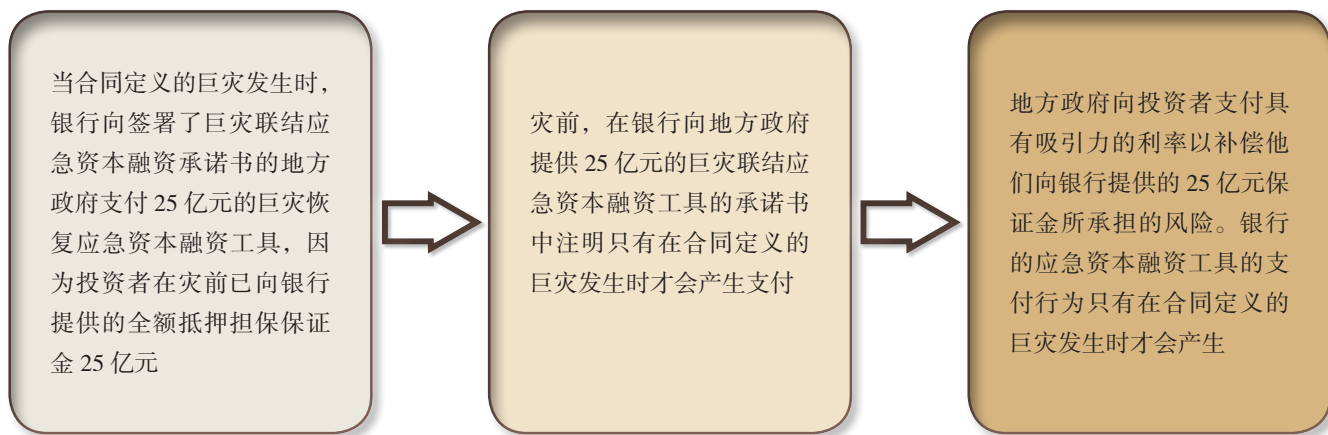 当合同定义的巨灾发生时，
银行向签署了巨灾联结应
急资本融资承诺书的地方
政府支付 25 亿元的巨灾恢
复应急资本融资工具，因
为投资者在灾前已向银行
提供的全额抵押担保保证
金 25 亿元
灾前，在银行向地方政府
提供 25 亿元的巨灾联结应
急资本融资工具的承诺书
中注明只有在合同定义的
巨灾发生时才会产生支付
地方政府向投资者支付具
有吸引力的利率以补偿他
们向银行提供的 25 亿元保
证金所承担的风险。银行
的应急资本融资工具的支
付行为只有在合同定义的
巨灾发生时才会产生